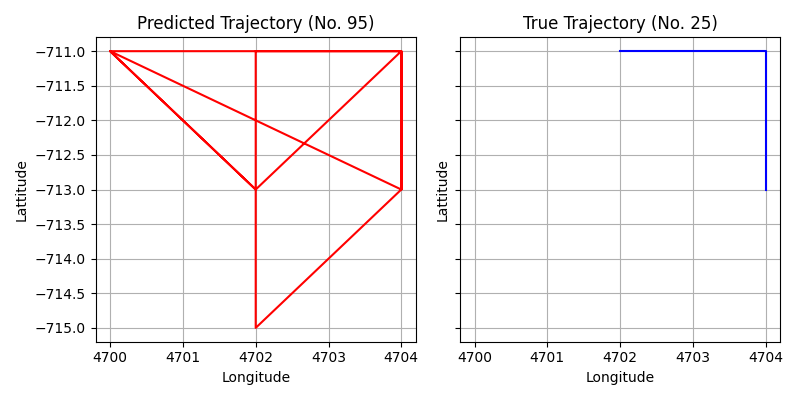 Predicted Trajectory (No. 95)
True Trajectory (No. 25)
−711.0
−711.5
−712.0
−712.5
−713.0
−713.5
−714.0
−714.5
−715.0
Lattitude
Lattitude
4700 4701 4702 4703 4704
4700 4701 4702 4703 4704
Longitude
Longitude